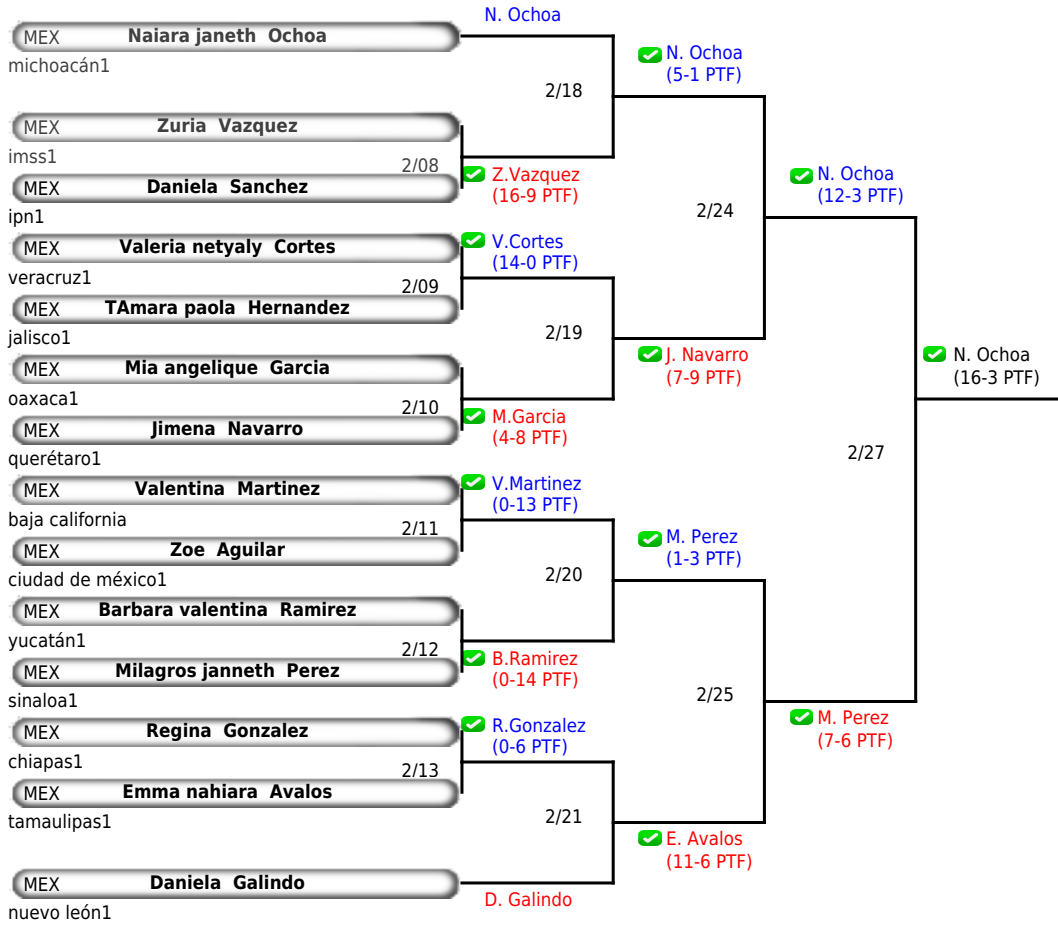 N. Ochoa
MEX Naiara janeth Ochoa
michoacán1
N. Ochoa
(5-1 PTF)
2/18
MEX Zuria Vazquez
imss1
2/08
MEX Daniela Sanchez
ipn1
Z.Vazquez
(16-9 PTF)
N. Ochoa
(12-3 PTF)
2/24
MEX Valeria netyaly Cortes
veracruz1
V.Cortes
(14-0 PTF)
2/09
MEX TAmara paola Hernandez
jalisco1
2/19
J. Navarro
(7-9 PTF)
N. Ochoa
(16-3 PTF)
MEX Mia angelique Garcia
oaxaca1
2/10
MEX Jimena Navarro
querétaro1
M.Garcia
(4-8 PTF)
2/27
MEX Valentina Martinez
baja california
V.Martinez
(0-13 PTF)
2/11
MEX Zoe Aguilar
ciudad de méxico1
M. Perez
(1-3 PTF)
2/20
MEX Barbara valentina Ramirez
yucatán1
2/12
MEX Milagros janneth Perez
sinaloa1
B.Ramirez
(0-14 PTF)
2/25
M. Perez
(7-6 PTF)
MEX Regina Gonzalez
chiapas1
R.Gonzalez
(0-6 PTF)
2/13
MEX Emma nahiara Avalos
tamaulipas1
2/21
E. Avalos
(11-6 PTF)
MEX Daniela Galindo
nuevo león1
D. Galindo